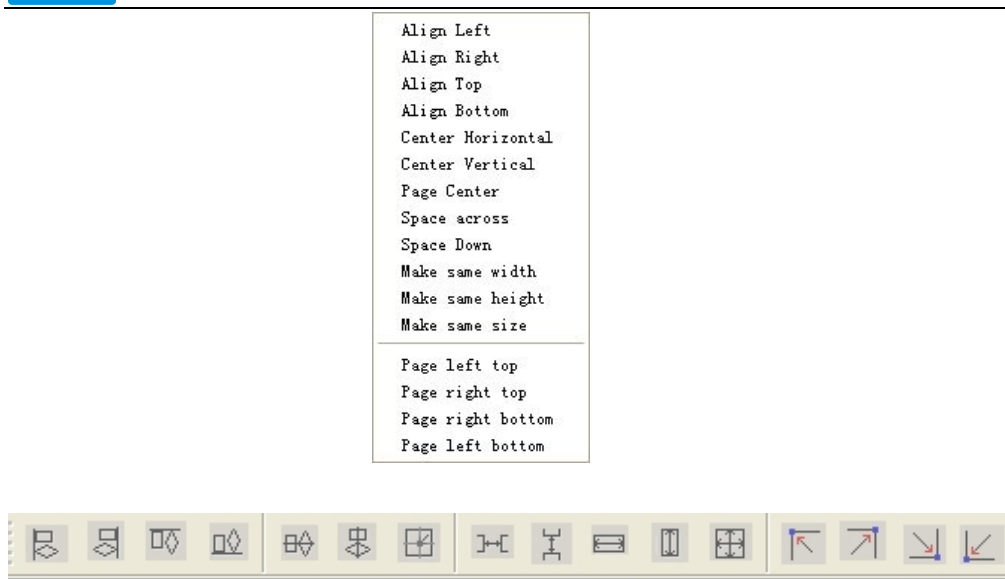 Align Left
Align Right
Align Top
Align Bottom
Center Horizontal
Center Vertical
Page Center
Space across
Space Down
Make same width
Make same height
Make same size
Page left top
Page right top
Page right bottom
Page left bottom